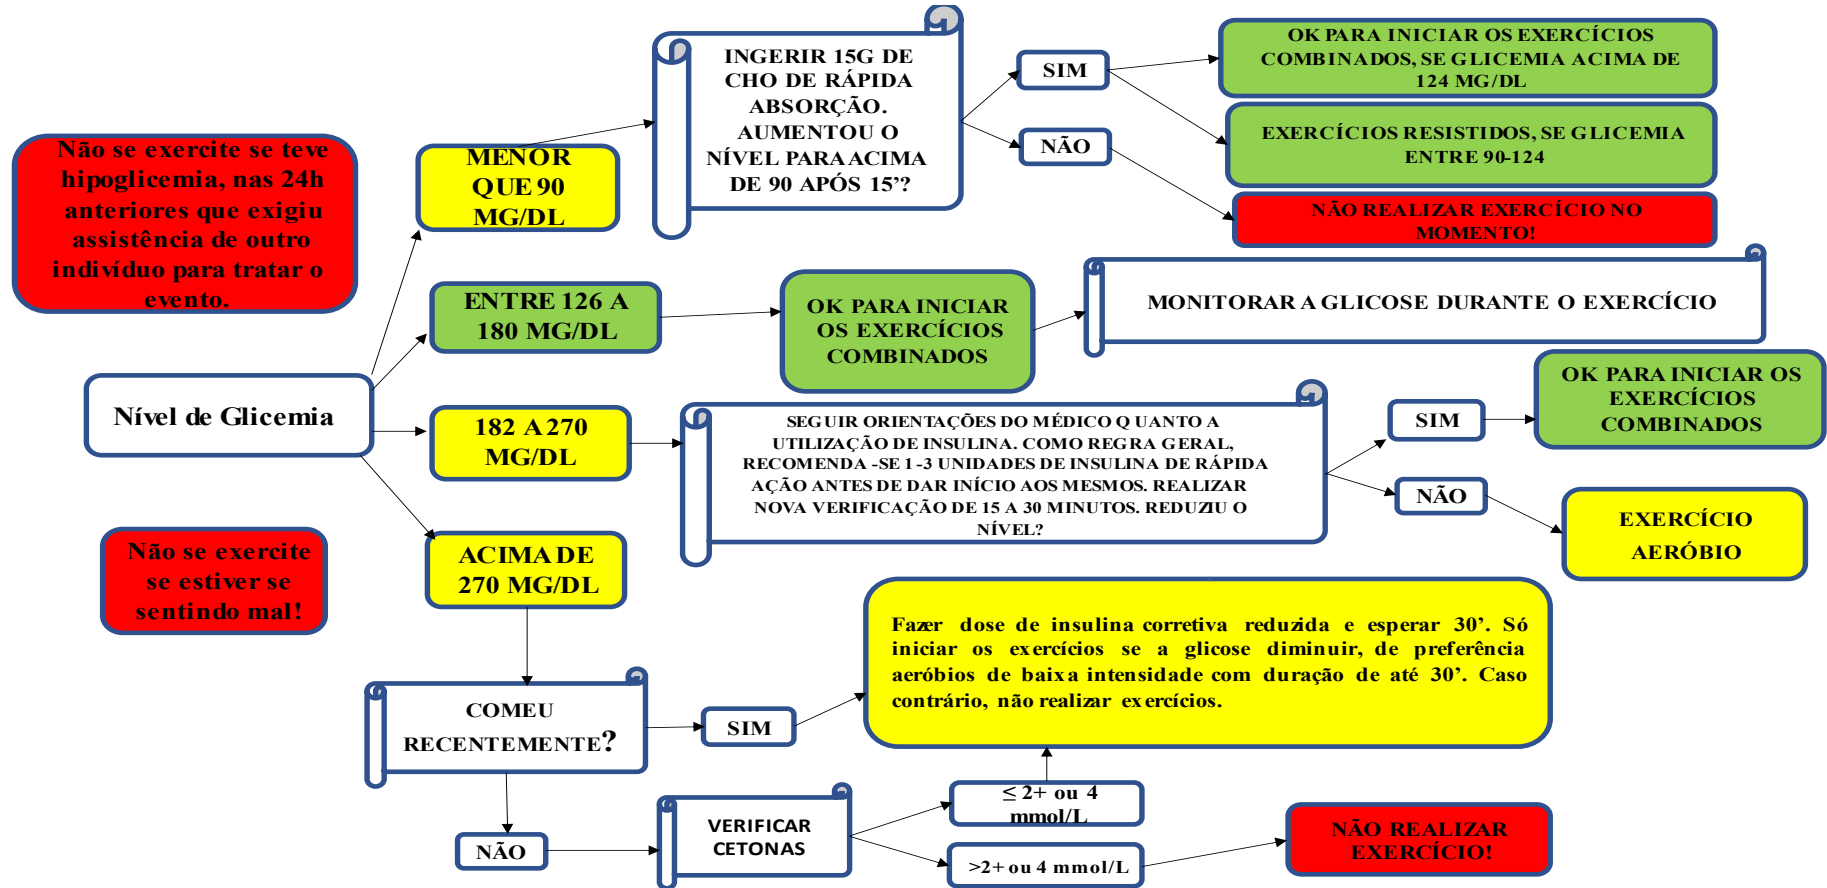 Não se exercite se teve
hipoglicemia, nas 24h
anteriores que exigiu
assistência de outro
indivíduo para tratar o
evento.
Nível de Glicemia
Não se exercite
se estiver se
sentindo mal!
MENOR
QUE 90
MG/DL
INGERIR 15G DE
CHO DE RÁPIDA
ABSORÇÃO.
AUMENTOU O
NÍVEL PARA ACIMA
DE 90 APÓS 15’?
SIM
NÃO
OK PARA INICIAR OS EXERCÍCIOS
COMBINADOS, SE GLICEMIA ACIMA DE
124 MG/DL
EXERCÍCIOS RESISTIDOS, SE GLICEMIA
ENTRE 90-124
NÃO REALIZAR EXERCÍCIO NO
MOMENTO!
ENTRE 126 A
180 MG/DL
OK PARA INICIAR
OS EXERCÍCIOS
COMBINADOS
MONITORAR A GLICOSE DURANTE O EXERCÍCIO
182 A 270
MG/DL
SEGUIR ORIENTAÇÕES DO MÉDICO Q UANTO A
UTILIZAÇÃO DE INSULINA. COMO REGRA GERAL,
RECOMENDA -SE 1 -3 UNIDADES DE INSULINA DE RÁPIDA
AÇÃO ANTES DE DAR INÍCIO AOS MESMOS. REALIZAR
NOVA VERIFICAÇÃO DE 15 A 30 MINUTOS. REDUZIU O
NÍVEL?
SIM
NÃO
OK PARA INICIAR OS
EXERCÍCIOS
COMBINADOS
EXERCÍCIO
AERÓBIO
ACIMA DE
270 MG/DL
COMEU
RECENTEMENTE?
SIM
Fazer dose de insulina corretiva reduzida e esperar 30’. Só
iniciar os exercícios se a glicose diminuir, de preferência
aeróbios de baixa intensidade com duração de até 30’. Caso
contrário, não realizar exercícios.
NÃO
VERIFICAR
CETONAS
≤ 2+ ou 4
mmol/L
>2+ ou 4 mmol/L
NÃO REALIZAR
EXERCÍCIO!